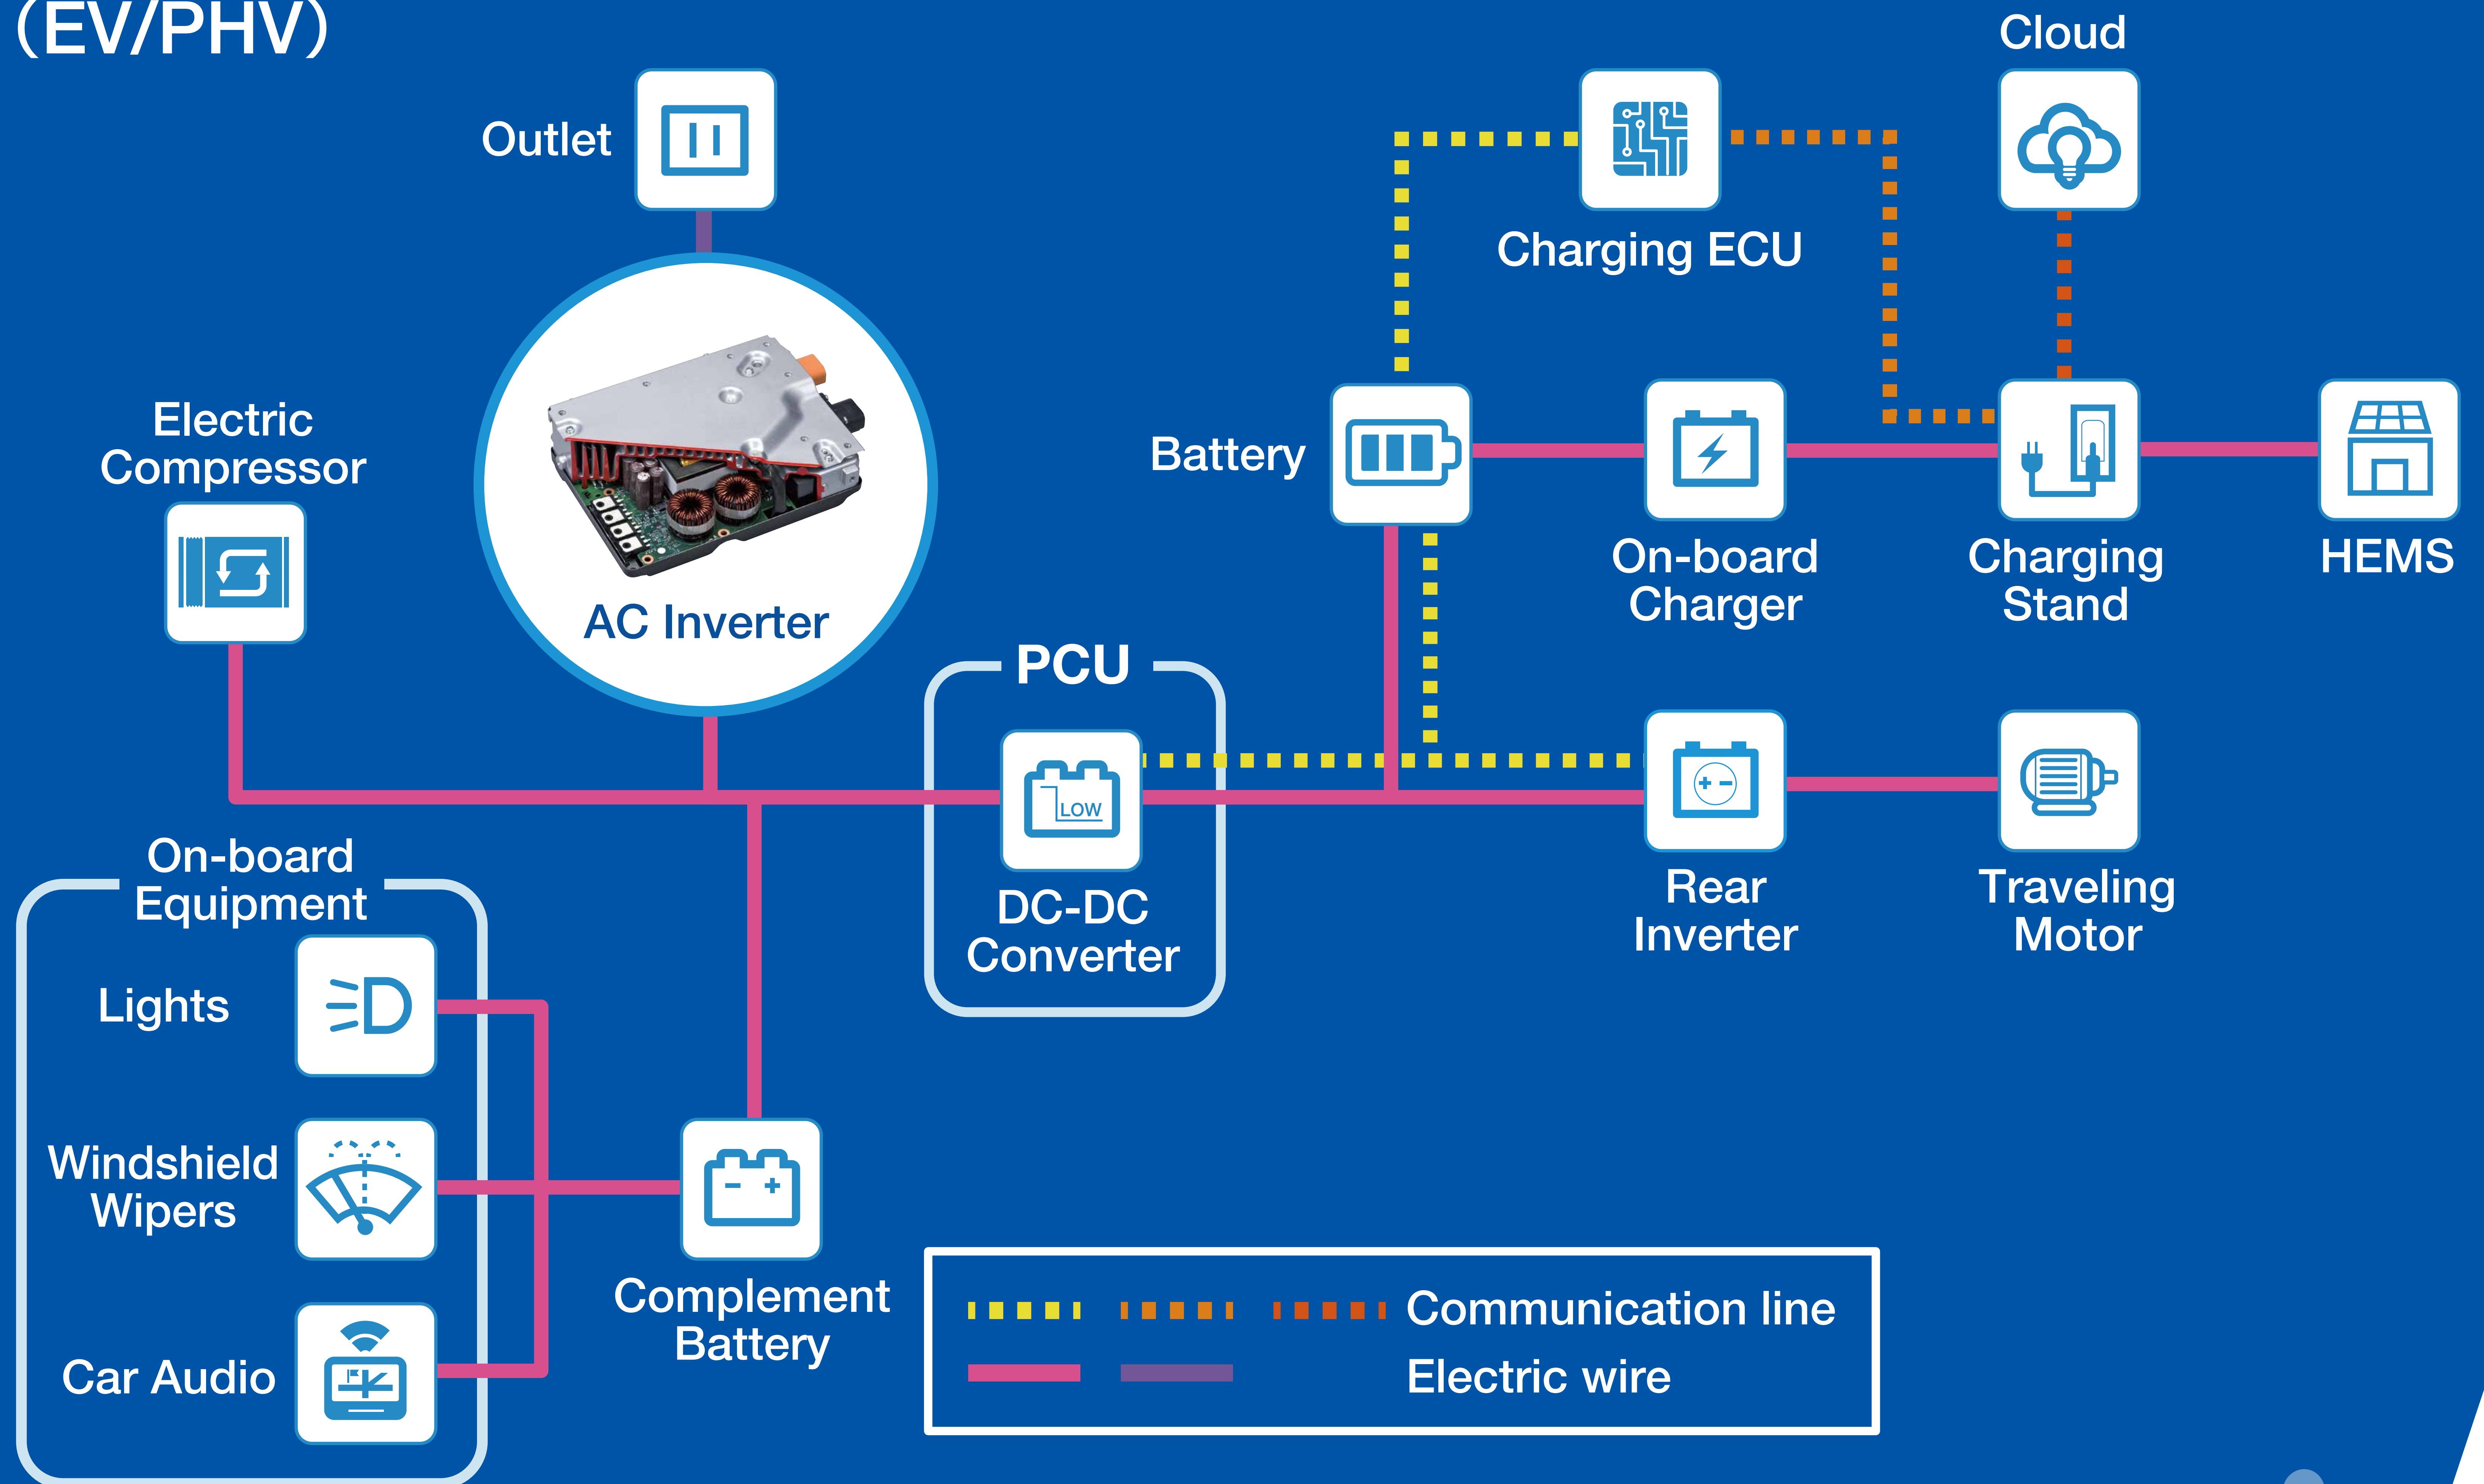 (EV/PHV)
Cloud
Outlet
Charging ECU
Electric
Compressor
Battery
AC Inverter
On-board
Charger
Charging
Stand
HEMS
PCU
LOW
DC-DC
Converter
Rear
Inverter
Traveling
Motor
On-board
Equipment
Lights
Windshield
Wipers
Car Audio
Complement
Battery
Communication line
Electric wire